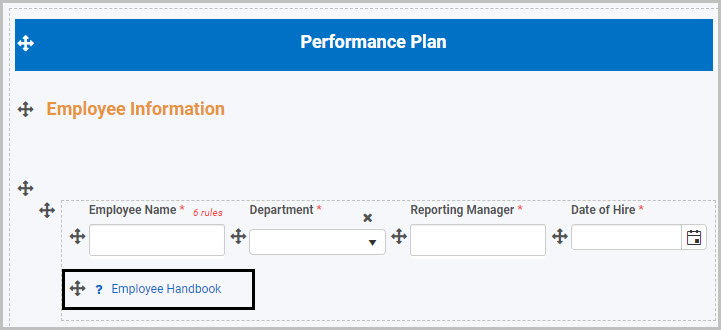 Performance Plan
Employee Information
Employee Name * 6 rules Department * Reporting Manager * Date of Hire *
? Employee Handbook